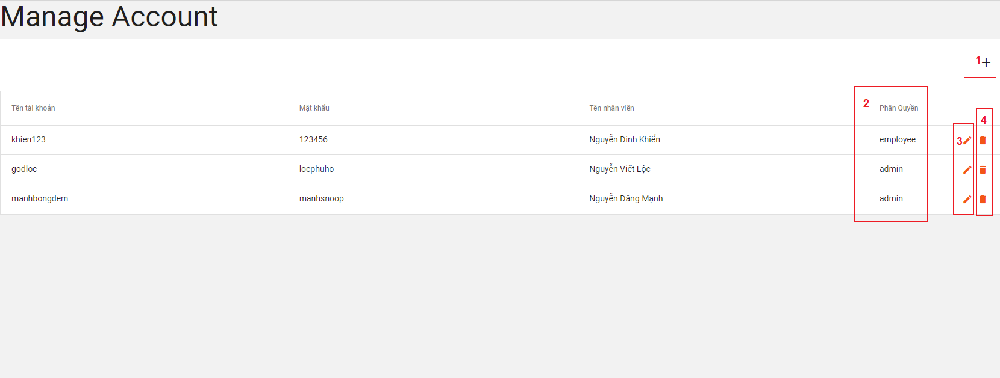 Manage Account
1
2
4
Tên tài khoản Mật khẩu Tên nhân viên Phân Quyền
khien123 123456 Nguyễn Đình Khiển employee
3
godloc locphuho Nguyễn Viết Lộc admin
manhbongdem manhsnoop Nguyễn Đăng Mạnh admin